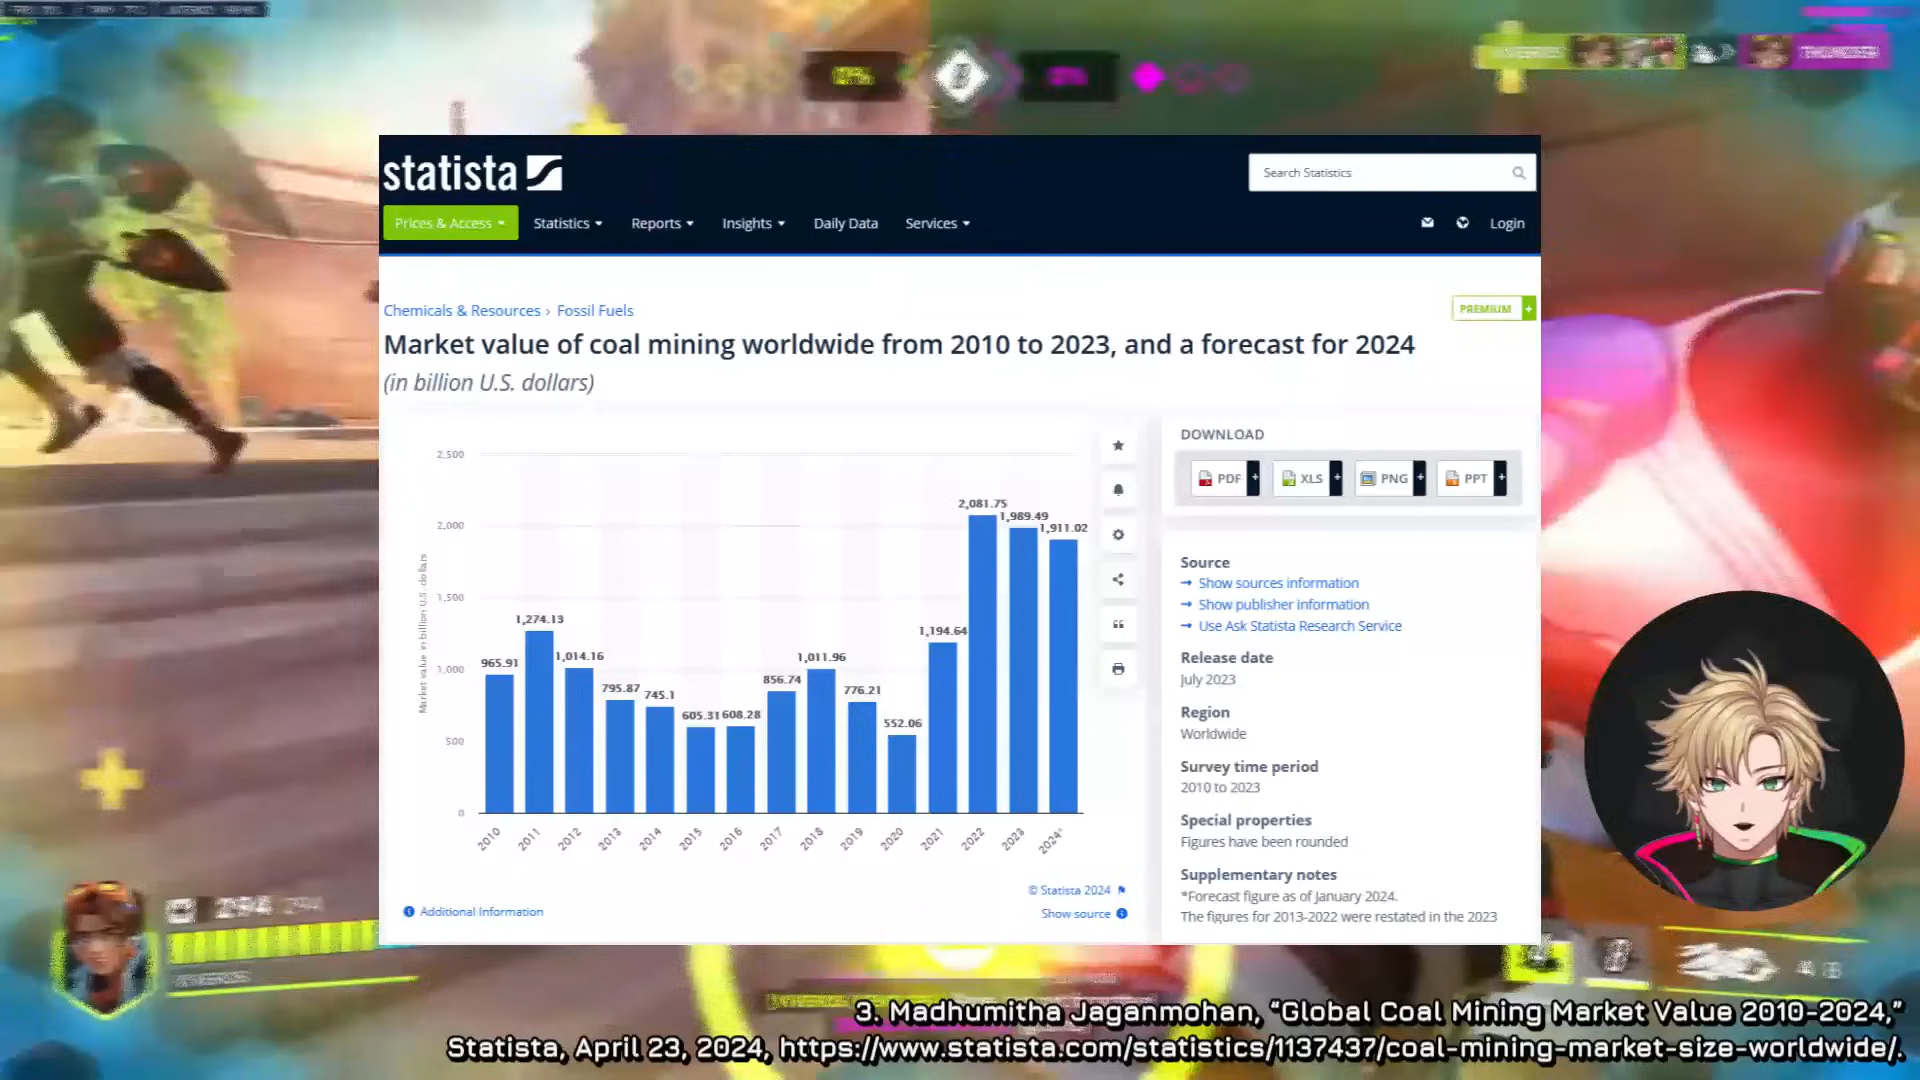 statista
Search Statistics
Prices & Access
Statistics
Reports
Insights
Daily Data
Services
Login
Chemicals & Resources › Fossil Fuels
PREMIUM +
Market value of coal mining worldwide from 2010 to 2023, and a forecast for 2024
(in billion U.S. dollars)
Market value in billion U.S. dollars
2,500
2,000
1,500
1,000
500
0
965.91
1,274.13
1,014.16
795.87
745.1
605.31
608.28
856.74
1,011.96
776.21
552.06
1,194.64
2,081.75
1,989.49
1,911.02
2010
2011
2012
2013
2014
2015
2016
2017
2018
2019
2020
2021
2022
2023
2024*
Additional Information
© Statista 2024
Show source
DOWNLOAD
PDF +
XLS +
PNG +
PPT +
Source
→ Show sources information
→ Show publisher information
→ Use Ask Statista Research Service
Release date
July 2023
Region
Worldwide
Survey time period
2010 to 2023
Special properties
Figures have been rounded
Supplementary notes
*Forecast figure as of January 2024.
The figures for 2013-2022 were restated in the 2023
3. Madhumitha Jaganmohan, “Global Coal Mining Market Value 2010-2024,”
Statista, April 23, 2024, https://www.statista.com/statistics/1137437/coal-mining-market-size-worldwide/.